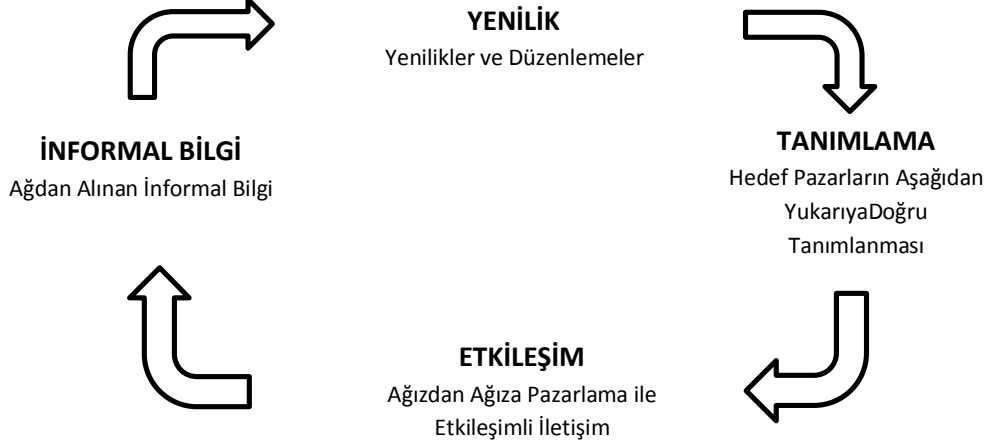 YENİLİK
Yenilikler ve Düzenlemeler
TANIMLAMA
Hedef Pazarların Aşağıdan
YukarıyaDoğru
Tanımlanması
ETKİLEŞİM
Ağızdan Ağıza Pazarlama ile
Etkileşimli İletişim
İNFORMAL BİLGİ
Ağdan Alınan İnformal Bilgi